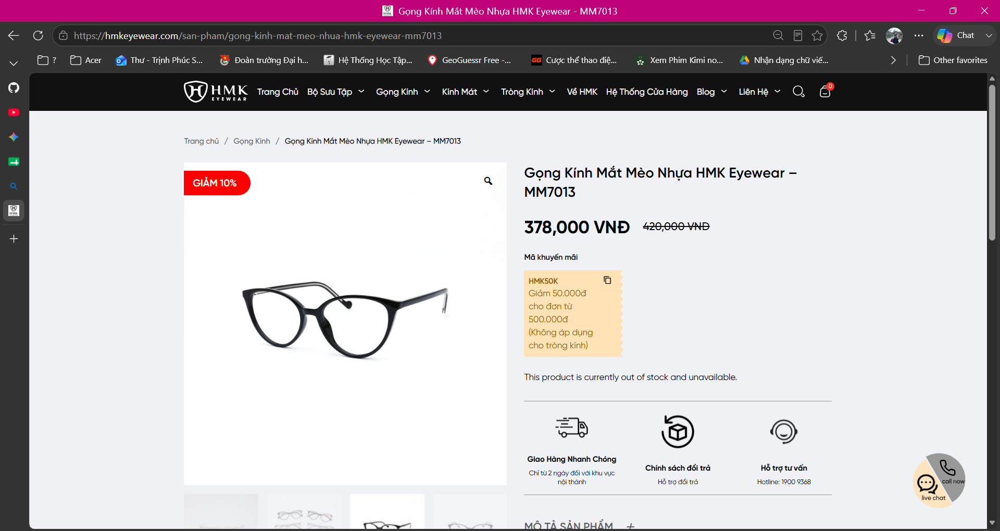 HMK
Gọng Kính Mắt Mèo Nhựa HMK Eyewear - MM7013
https://hmkeyewear.com/san-pham/gong-kinh-mat-meo-nhua-hmk-eyewear-mm7013
Chat
?
Acer
Thư - Trịnh Phúc S...
Đoàn trường Đại h...
Hệ Thống Học Tập...
GeoGuessr Free -...
GG
Cược thể thao điệ...
Xem Phim Kimi no...
Nhận dạng chữ viế...
Other favorites
HMK
EYEWEAR
Trang Chủ
Bộ Sưu Tập
Gọng Kính
Kính Mát
Tròng Kính
Về HMK
Hệ Thống Cửa Hàng
Blog
Liên Hệ
0
Trang chủ / Gọng Kính / Gọng Kính Mắt Mèo Nhựa HMK Eyewear – MM7013
GIẢM 10%
Gọng Kính Mắt Mèo Nhựa HMK Eyewear –
MM7013
378,000 VNĐ 420,000 VNĐ
Mã khuyến mãi
HMK50K
Giảm 50.000đ
cho đơn từ
500.000đ
(Không áp dụng
cho tròng kính)
This product is currently out of stock and unavailable.
Giao Hàng Nhanh Chóng
Chỉ từ 2 ngày đối với khu vực
nội thành
Chính sách đổi trả
Hỗ trợ đổi trả
Hỗ trợ tư vấn
Hotline: 1900 9368
call now
live chat
MÔ TẢ SẢN PHẨM +